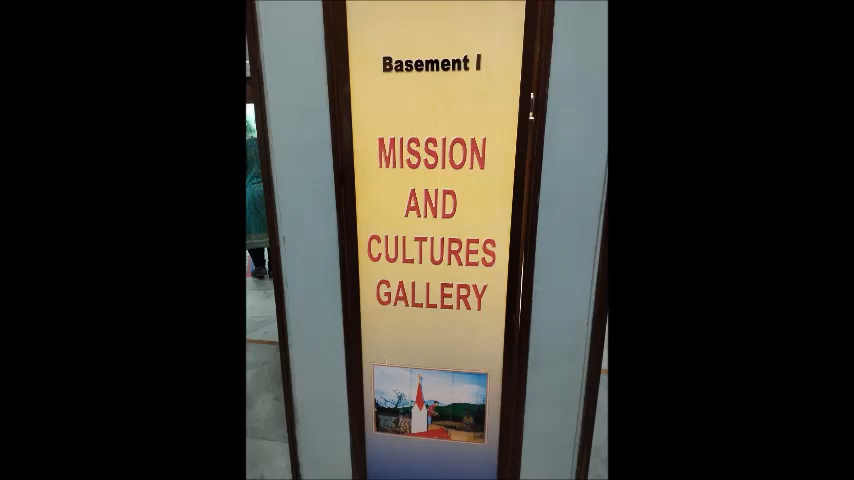 Basement I
MISSION
AND
CULTURES
GALLERY